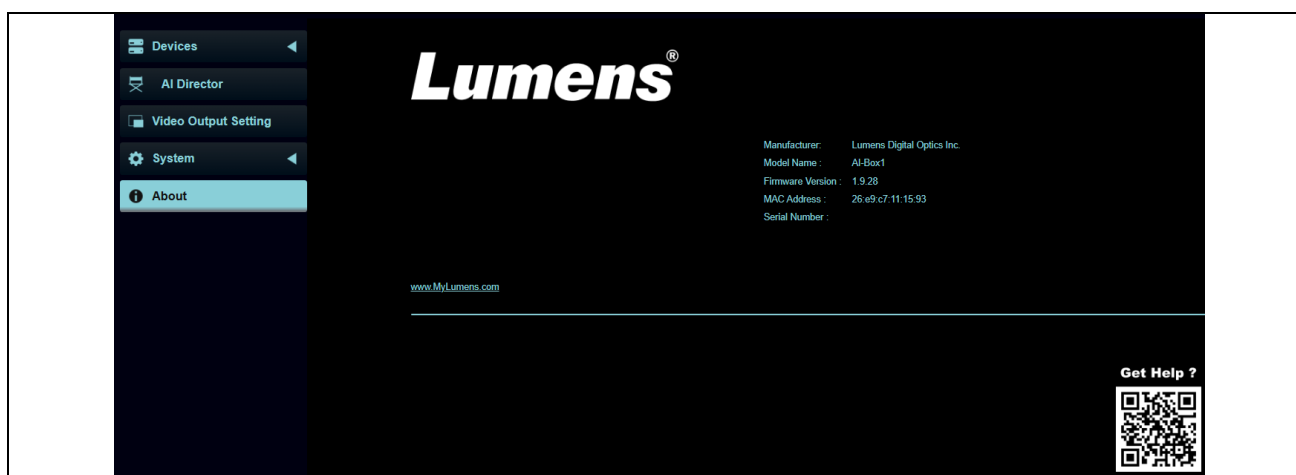 Devices
AI Director
Video Output Setting
System
About
Lumens®
Manufacturer: Lumens Digital Optics Inc.
Model Name : AI-Box1
Firmware Version : 1.9.28
MAC Address : 26:e9:c7:11:15:93
Serial Number :
www.MyLumens.com
Get Help ?